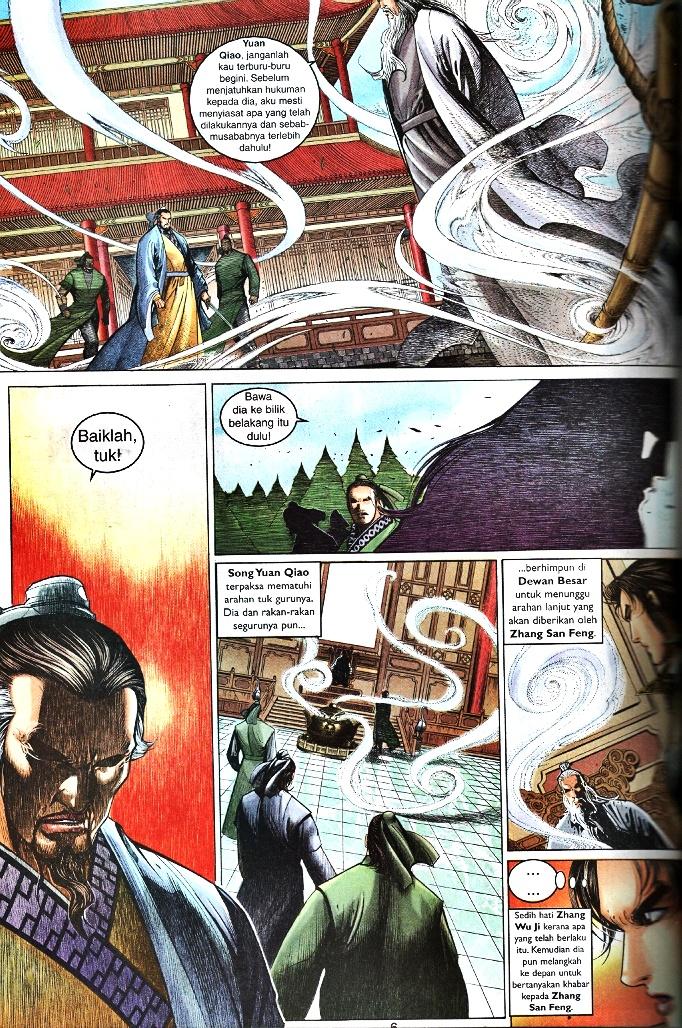 Yuan
Qiao, janganlah
kau terburu-buru
begini. Sebelum
menjatuhkan hukuman
kepada dia, aku mesti
menyiasat apa yang telah
dilakukannya dan sebab-
musababnya terlebih
dahulu!
Baiklah,
tuk!
Bawa
dia ke bilik
belakang itu
dulu!
Song Yuan Qiao
terpaksa mematuhi
arahan tuk gurunya.
Dia dan rakan-rakan
segurunya pun...
...berhimpun di
Dewan Besar
untuk menunggu
arahan lanjut yang
akan diberikan oleh
Zhang San Feng.
...
...
Sedih hati Zhang
Wu Ji kerana apa
yang telah berlaku
itu. Kemudian dia
pun melangkah
ke depan untuk
bertanyakan khabar
kepada Zhang
San Feng.
6